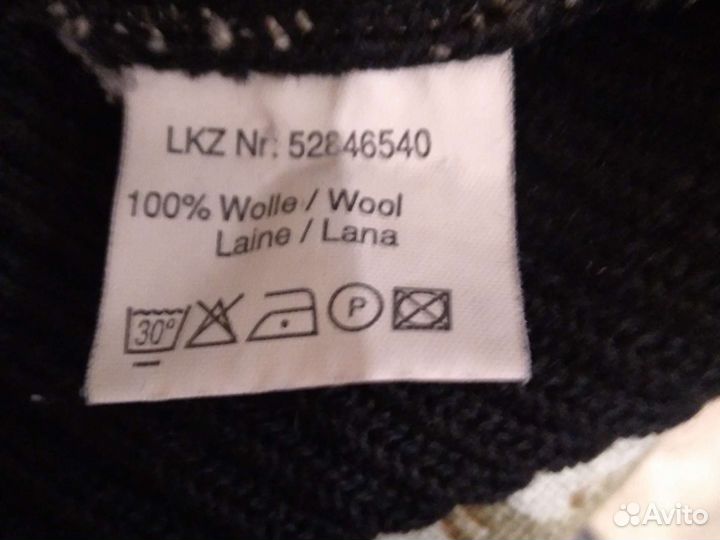 LKZ Nr: 52846540
100% Wolle / Wool
Laine / Lana
30° P
Avito